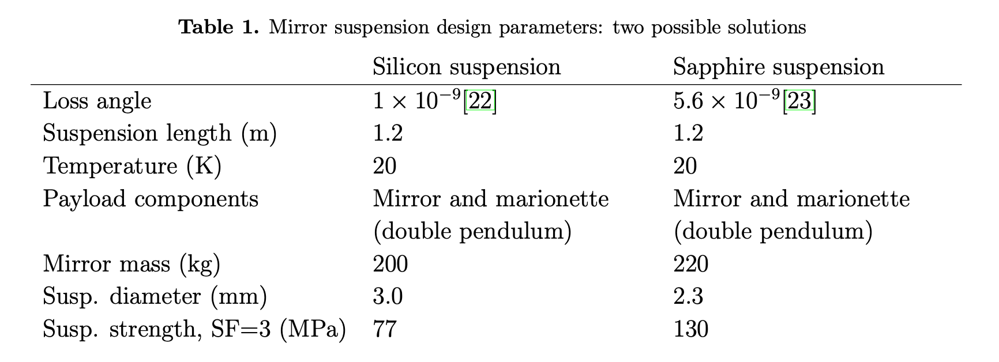 Table 1. Mirror suspension design parameters: two possible solutions
Silicon suspension Sapphire suspension
Loss angle 1 × 10⁻⁹[22] 5.6 × 10⁻⁹[23]
Suspension length (m) 1.2 1.2
Temperature (K) 20 20
Payload components Mirror and marionette Mirror and marionette
(double pendulum) (double pendulum)
Mirror mass (kg) 200 220
Susp. diameter (mm) 3.0 2.3
Susp. strength, SF=3 (MPa) 77 130